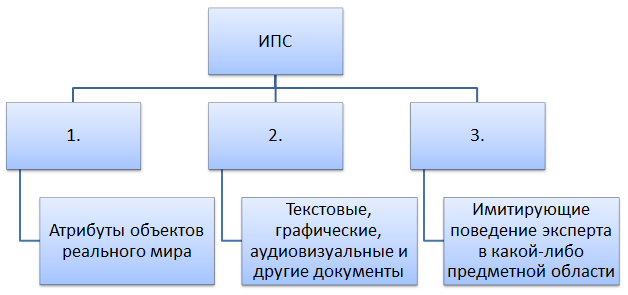 ИПС
1.
2.
3.
Атрибуты объектов
реального мира
Текстовые,
графические,
аудиовизуальные и
другие документы
Имитирующие
поведение эксперта
в какой-либо
предметной области